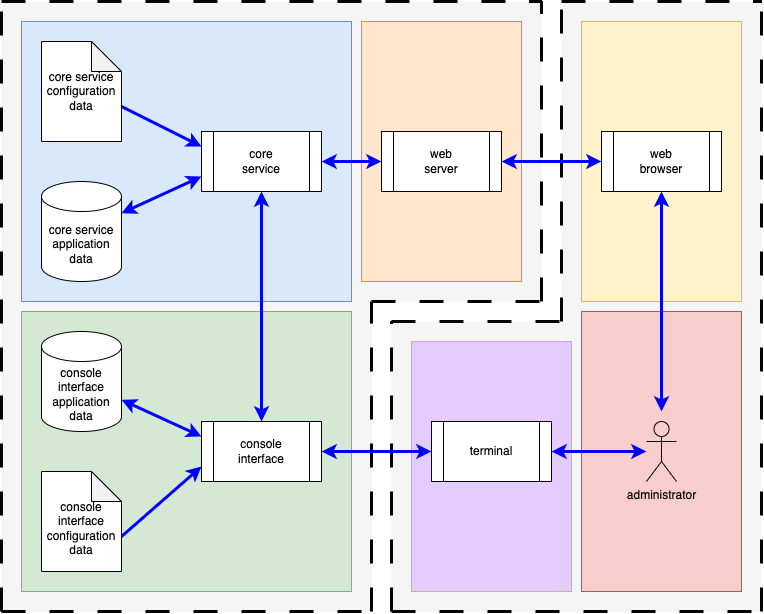 core service
configuration
data
core
service
web
server
web
browser
core service
application
data
console
interface
application
data
console
interface
terminal
administrator
console
interface
configuration
data